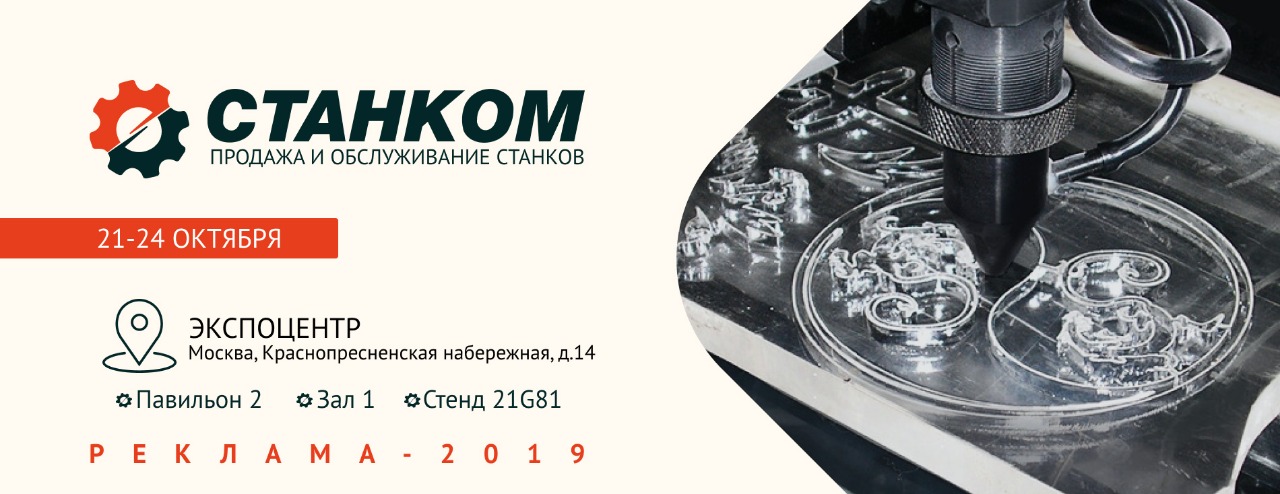 СТАНКОМ
ПРОДАЖА И ОБСЛУЖИВАНИЕ СТАНКОВ
21-24 ОКТЯБРЯ
ЭКСПОЦЕНТР
Москва, Краснопресненская набережная, д.14
Павильон 2 Зал 1 Стенд 21G81
РЕКЛАМА-2019